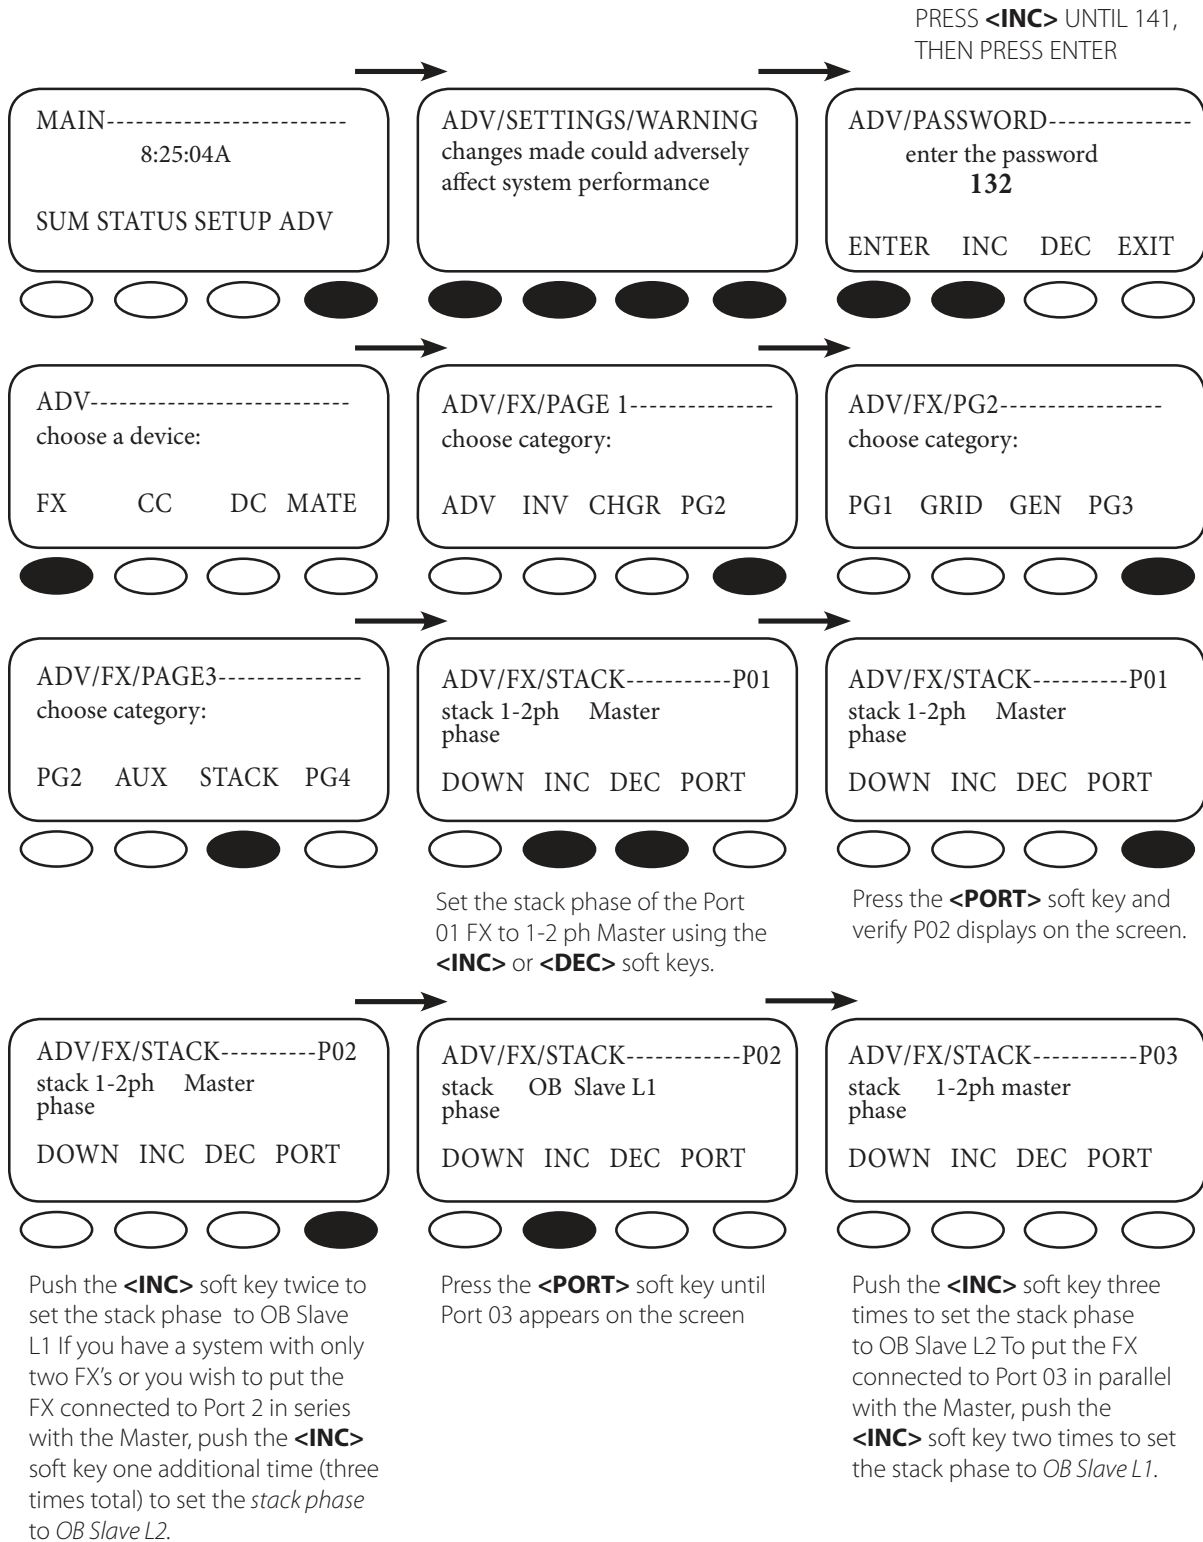 PRESS <INC> UNTIL 141,
THEN PRESS ENTER
MAIN-------------------------
8:25:04A
SUM STATUS SETUP ADV
ADV/SETTINGS/WARNING
changes made could adversely
affect system performance
ADV/PASSWORD---------------
enter the password
132
ENTER INC DEC EXIT
ADV---------------------------
choose a device:
FX CC DC MATE
ADV/FX/PAGE 1---------------
choose category:
ADV INV CHGR PG2
ADV/FX/PG2-----------------
choose category:
PG1 GRID GEN PG3
ADV/FX/PAGE3---------------
choose category:
PG2 AUX STACK PG4
ADV/FX/STACK-----------P01
stack 1-2ph Master
phase
DOWN INC DEC PORT
ADV/FX/STACK----------P01
stack 1-2ph Master
phase
DOWN INC DEC PORT
Set the stack phase of the Port
01 FX to 1-2 ph Master using the
<INC> or <DEC> soft keys.
Press the <PORT> soft key and
verify P02 displays on the screen.
ADV/FX/STACK----------P02
stack 1-2ph Master
phase
DOWN INC DEC PORT
ADV/FX/STACK------------P02
stack OB Slave L1
phase
DOWN INC DEC PORT
ADV/FX/STACK-----------P03
stack 1-2ph master
phase
DOWN INC DEC PORT
Push the <INC> soft key twice to
set the stack phase to OB Slave
L1 If you have a system with only
two FX's or you wish to put the
FX connected to Port 2 in series
with the Master, push the <INC>
soft key one additional time (three
times total) to set the stack phase
to OB Slave L2.
Press the <PORT> soft key until
Port 03 appears on the screen
Push the <INC> soft key three
times to set the stack phase
to OB Slave L2 To put the FX
connected to Port 03 in parallel
with the Master, push the
<INC> soft key two times to set
the stack phase to OB Slave L1.